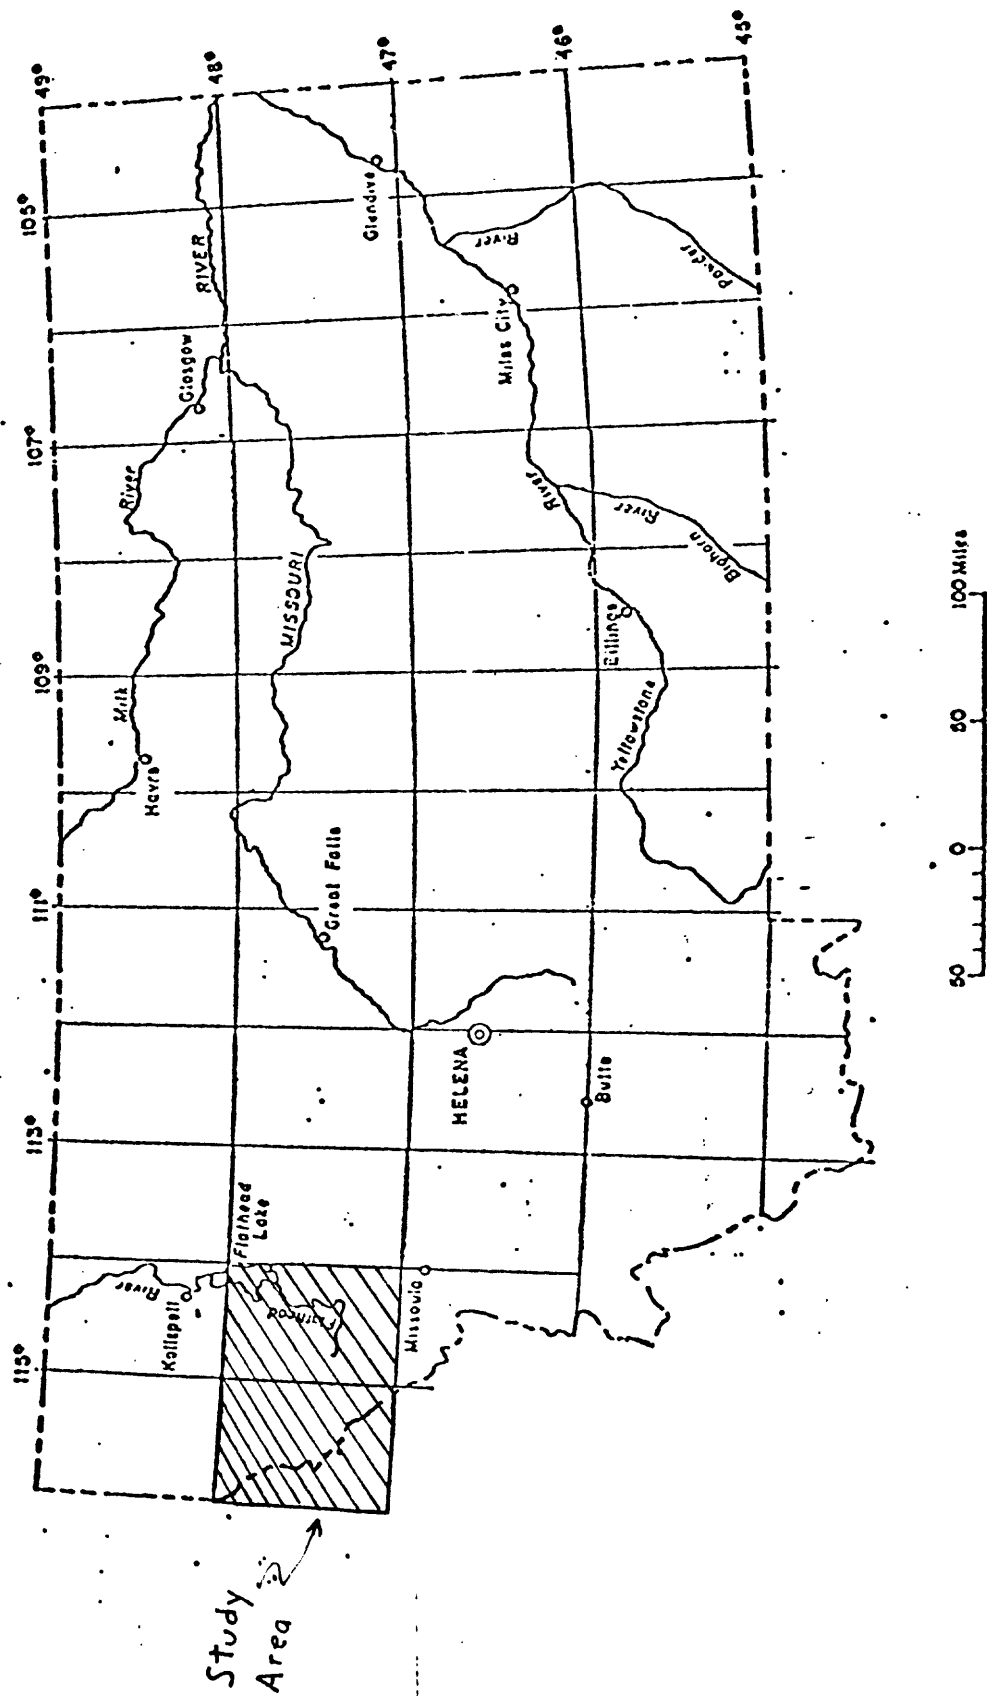 49°
48°
47°
46°
45°
105°
107°
109°
111°
113°
115°
RIVER
Glasgow
Glendive
River
Powder
Miles City
River
Milk
Havre
MISSOURI
River
River
Bighorn
Billings
Yellowstone
Great Falls
HELENA
Butte
Flathead
Lake
River
Kalispell
Flathead
Missoula
Study
Area
50
0
50
100 Miles